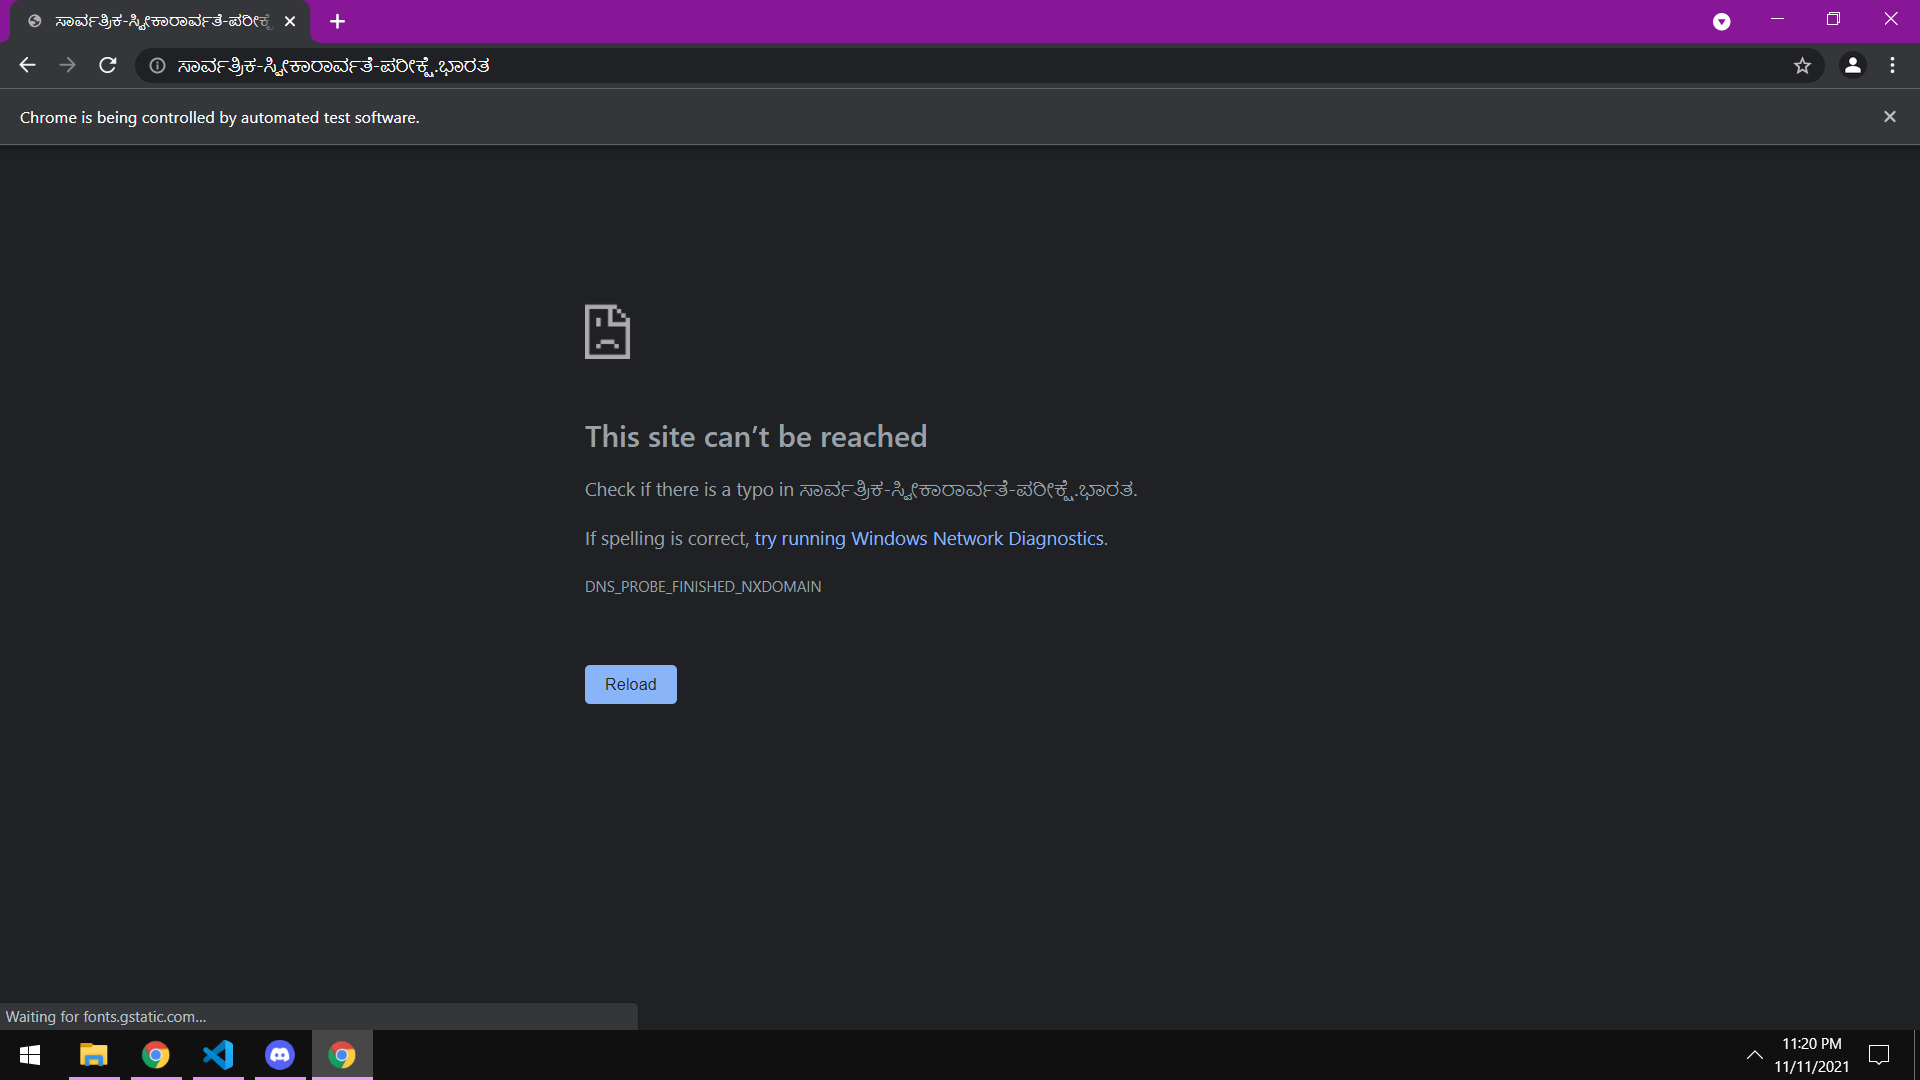 ಸಾರ್ವತ್ರಿಕ-ಸ್ವೀಕಾರಾರ್ವತೆ-ಪರೀಕ್ಷೆ
ಸಾರ್ವತ್ರಿಕ-ಸ್ವೀಕಾರಾರ್ವತೆ-ಪರೀಕ್ಷೆ.ಭಾರತ
Chrome is being controlled by automated test software.
This site can’t be reached
Check if there is a typo in ಸಾರ್ವತ್ರಿಕ-ಸ್ವೀಕಾರಾರ್ವತೆ-ಪರೀಕ್ಷೆ.ಭಾರತ.
If spelling is correct, try running Windows Network Diagnostics.
DNS_PROBE_FINISHED_NXDOMAIN
Reload
Waiting for fonts.gstatic.com...
11:20 PM
11/11/2021